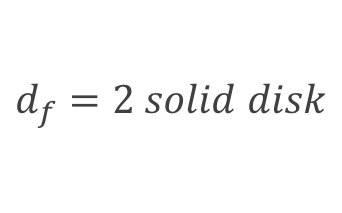 d_f = 2 solid disk